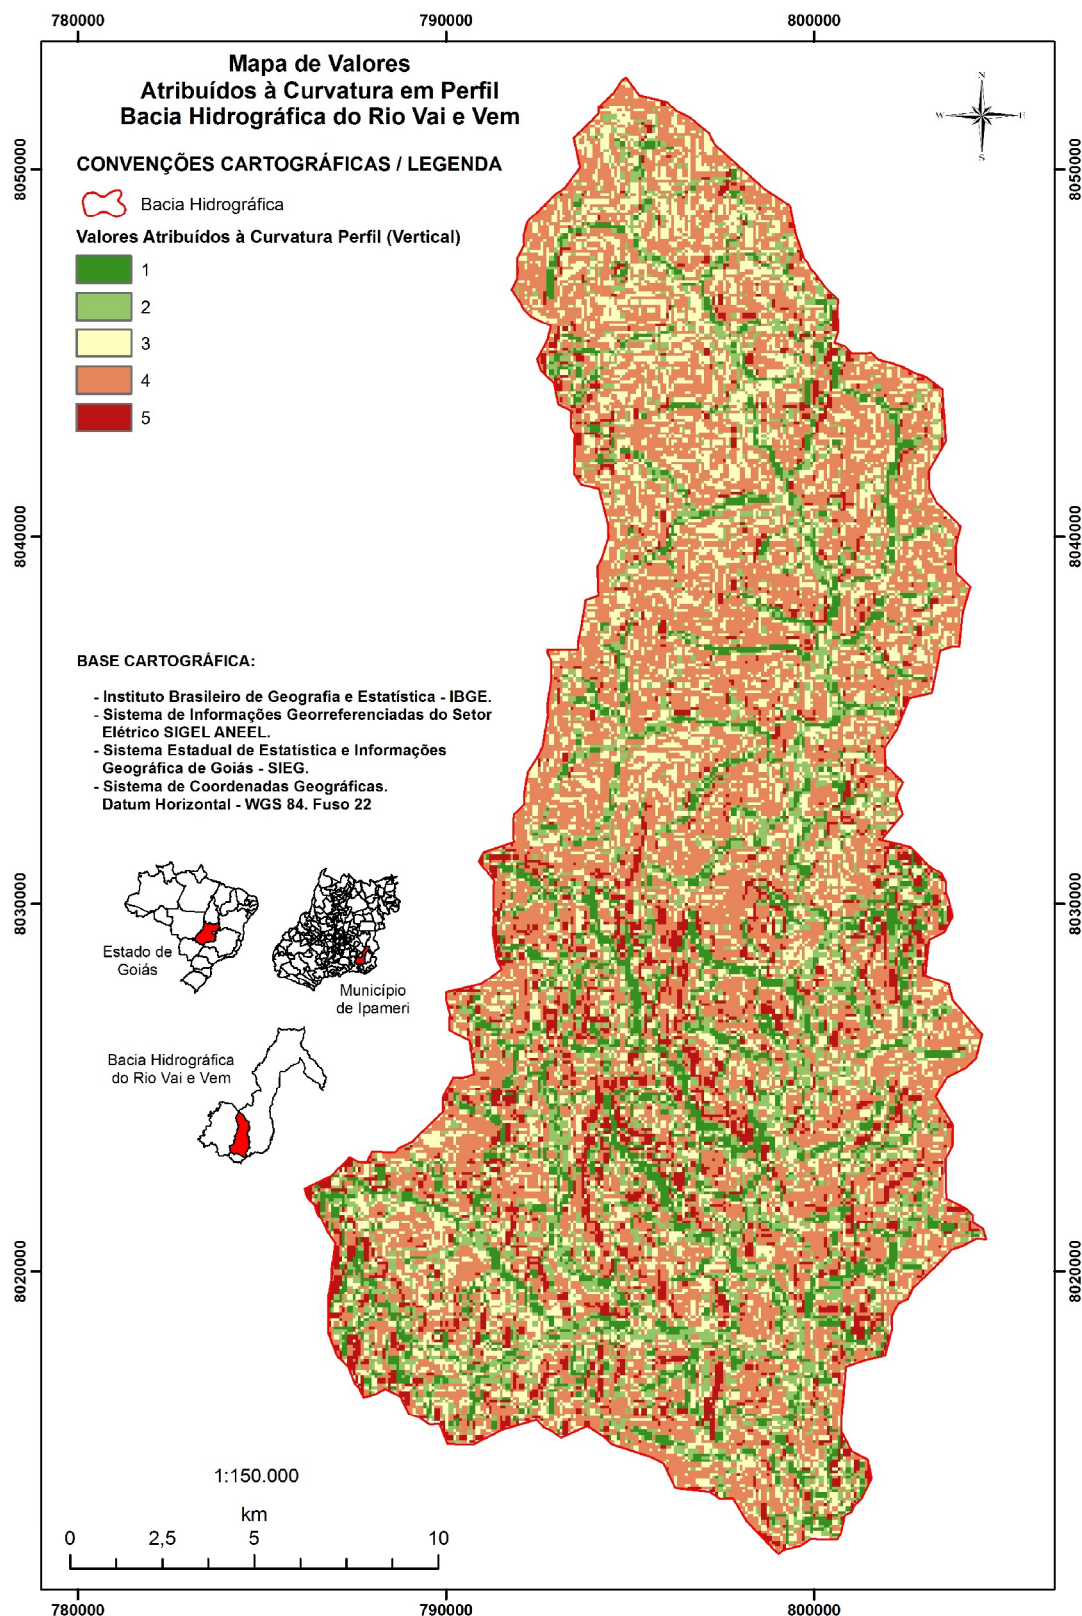 780000
790000
800000
Mapa de Valores
Atribuídos à Curvatura em Perfil
Bacia Hidrográfica do Rio Vai e Vem
N
W
E
S
8050000
8050000
CONVENÇÕES CARTOGRÁFICAS / LEGENDA
Bacia Hidrográfica
Valores Atribuídos à Curvatura Perfil (Vertical)
1
2
3
4
5
8040000
8040000
BASE CARTOGRÁFICA:
- Instituto Brasileiro de Geografia e Estatística - IBGE.
- Sistema de Informações Georreferenciadas do Setor
Elétrico SIGEL ANEEL.
- Sistema Estadual de Estatística e Informações
Geográfica de Goiás - SIEG.
- Sistema de Coordenadas Geográficas.
Datum Horizontal - WGS 84. Fuso 22
8030000
8030000
Estado de
Goiás
Município
de Ipameri
Bacia Hidrográfica
do Rio Vai e Vem
8020000
8020000
1:150.000
km
0
2,5
5
10
780000
790000
800000